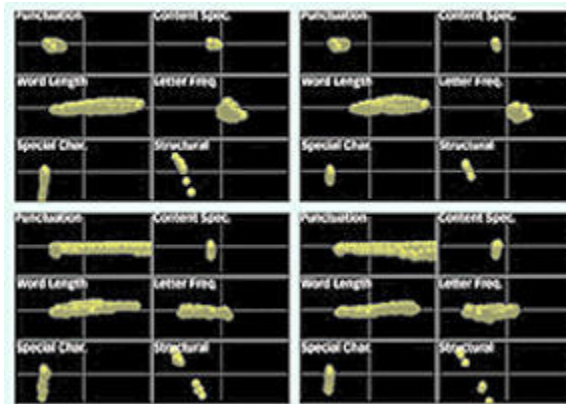 Punctuation Content Spec.
Word Length Letter Freq.
Special Char. Structural
Punctuation Content Spec.
Word Length Letter Freq.
Special Char. Structural
Punctuation Content Spec.
Word Length Letter Freq.
Special Char. Structural
Punctuation Content Spec.
Word Length Letter Freq.
Special Char. Structural